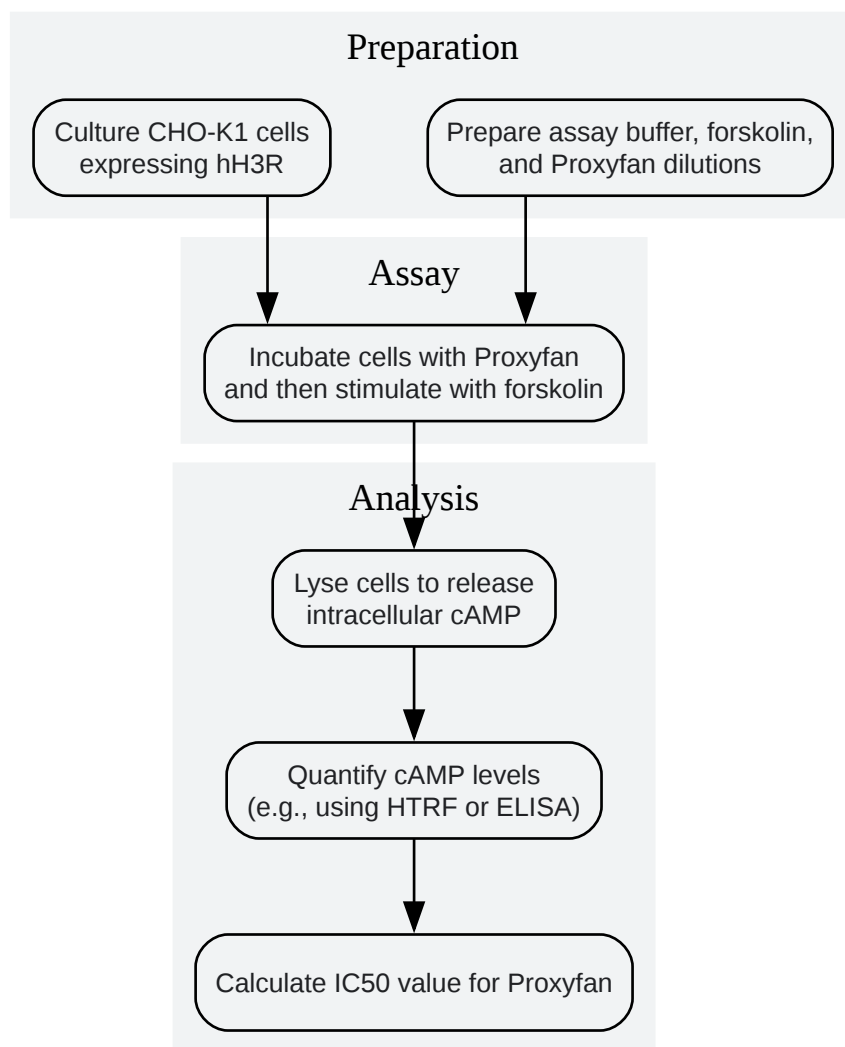 Preparation
Culture CHO-K1 cells
expressing hH3R
Prepare assay buffer, forskolin,
and Proxyfan dilutions
Assay
Incubate cells with Proxyfan
and then stimulate with forskolin
Analysis
Lyse cells to release
intracellular cAMP
Quantify cAMP levels
(e.g., using HTRF or ELISA)
Calculate IC50 value for Proxyfan